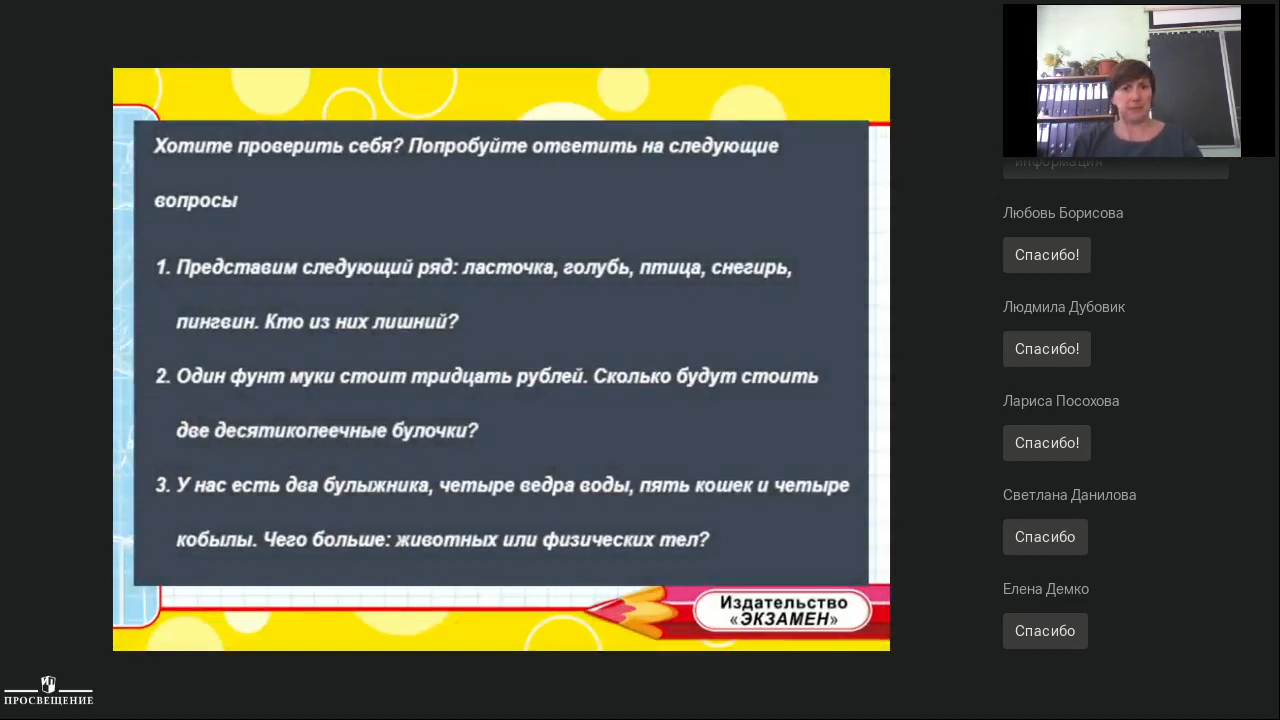 Хотите проверить себя? Попробуйте ответить на следующие
вопросы
1. Представим следующий ряд: ласточка, голубь, птица, снегирь,
пингвин. Кто из них лишний?
2. Один фунт муки стоит тридцать рублей. Сколько будут стоить
две десятикопеечные булочки?
3. У нас есть два булыжника, четыре ведра воды, пять кошек и четыре
кобылы. Чего больше: животных или физических тел?
Издательство
«ЭКЗАМЕН»
ПРОСВЕЩЕНИЕ
информация
Любовь Борисова
Спасибо!
Людмила Дубовик
Спасибо!
Лариса Посохова
Спасибо!
Светлана Данилова
Спасибо
Елена Демко
Спасибо